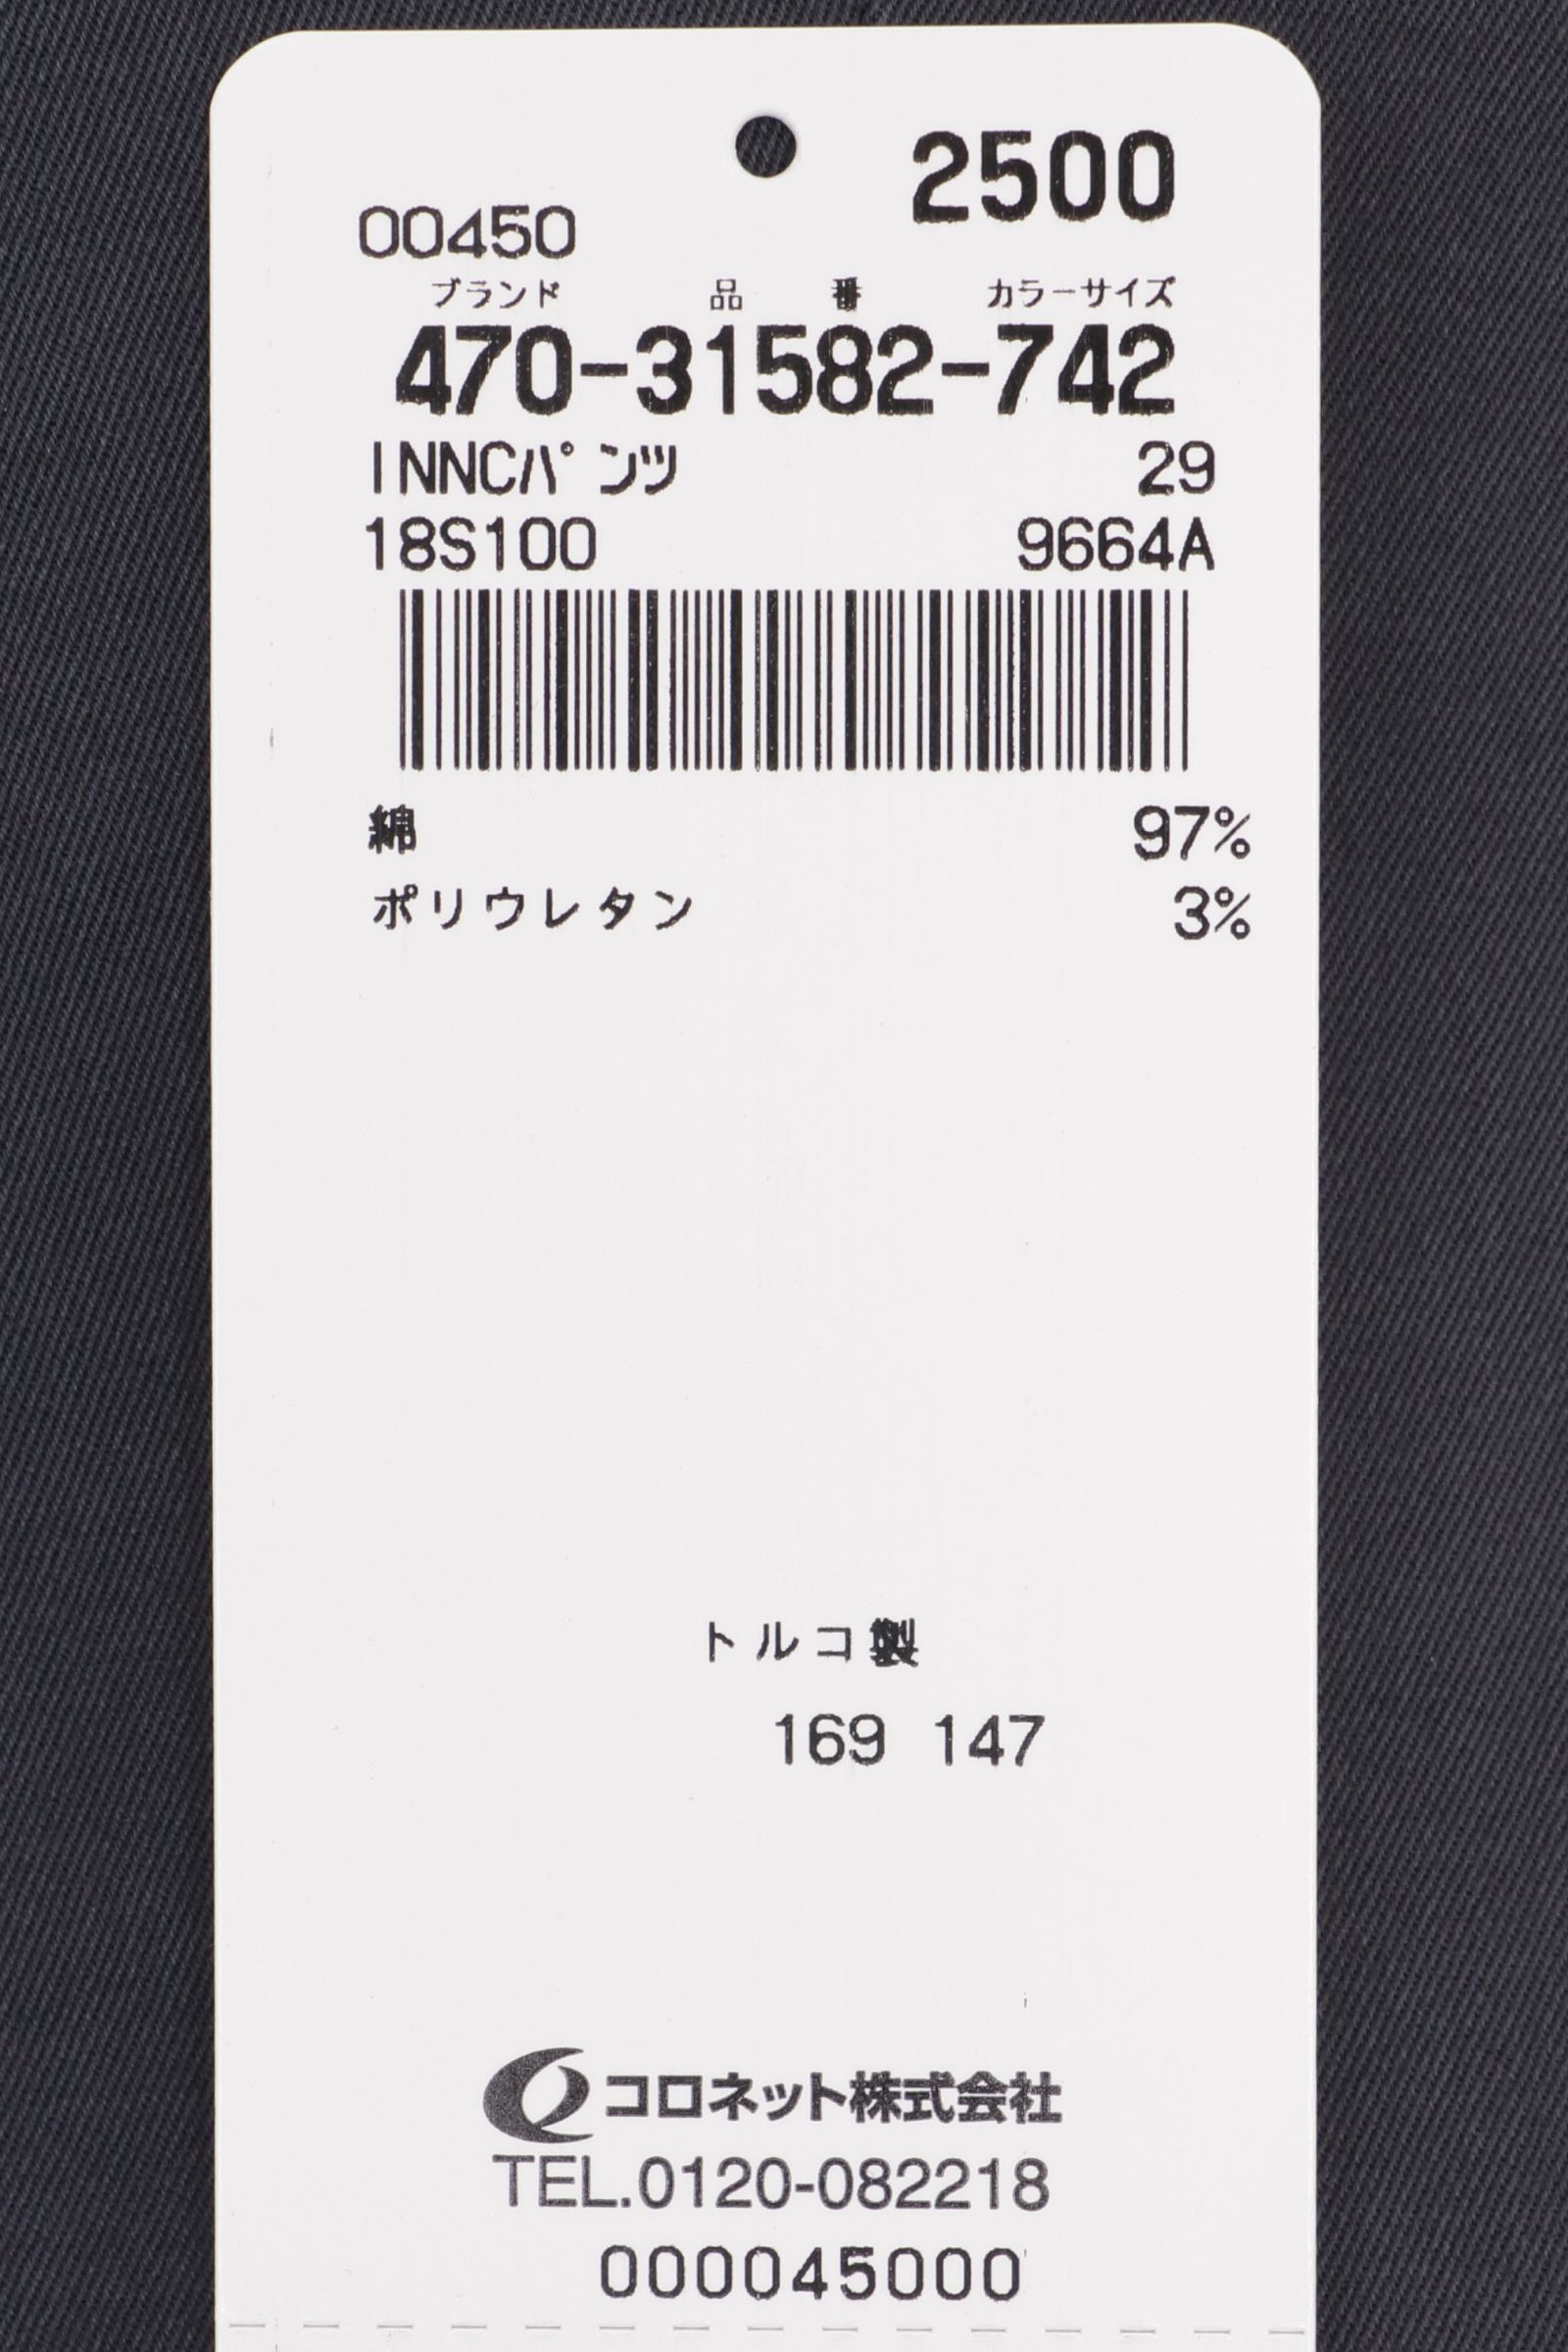 2500
00450
ブランド 品番 カラーサイズ
470-31582-742
INNCパンツ 29
18S100 9664A
綿 97%
ポリウレタン 3%
トルコ製
169 147
コロネット株式会社
TEL.0120-082218
000045000